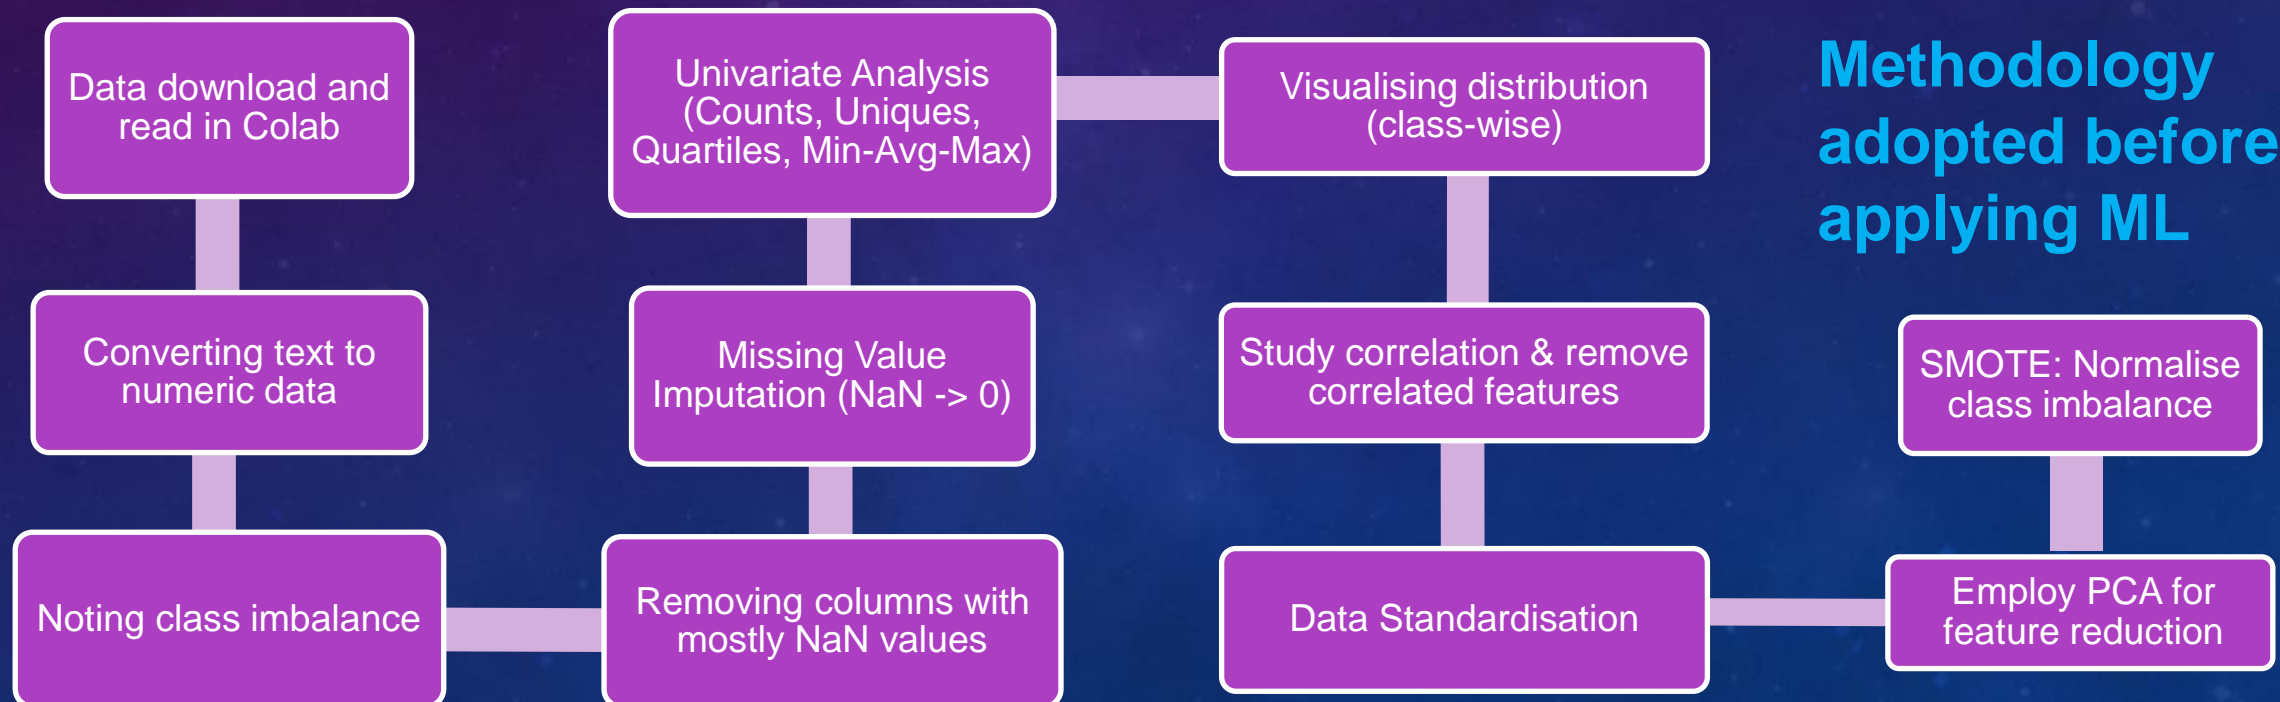 Methodology
adopted before
applying ML
Data download and
read in Colab
Converting text to
numeric data
Noting class imbalance
Removing columns with
mostly NaN values
Missing Value
Imputation (NaN -> 0)
Univariate Analysis
(Counts, Uniques,
Quartiles, Min-Avg-Max)
Visualising distribution
(class-wise)
Study correlation & remove
correlated features
Data Standardisation
Employ PCA for
feature reduction
SMOTE: Normalise
class imbalance